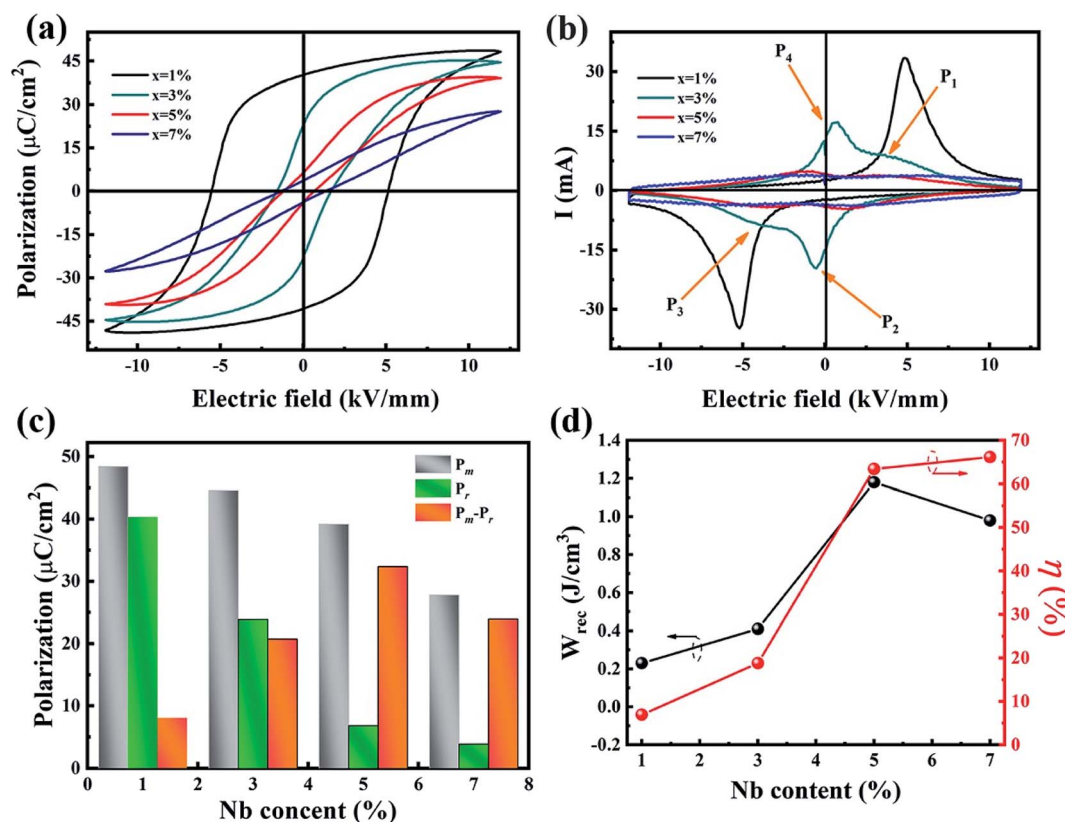 (a)
x=1%
x=3%
x=5%
x=7%
Polarization (μC/cm²)
45
30
15
0
-15
-30
-45
-10 -5 0 5 10
Electric field (kV/mm)
(b)
x=1%
x=3%
x=5%
x=7%
P₄
P₁
P₃
P₂
I (mA)
30
15
0
-15
-30
-10 -5 0 5 10
Electric field (kV/mm)
(c)
Pₘ
Pᵣ
Pₘ-Pᵣ
Polarization (μC/cm²)
50
40
30
20
10
0
0 1 2 3 4 5 6 7 8
Nb concent (%)
(d)
W_rec (J/cm³)
1.4
1.2
1.0
0.8
0.6
0.4
0.2
0.0
-0.2
70
60
50
40
30
20
10
0
η (%)
1 2 3 4 5 6 7
Nb content (%)